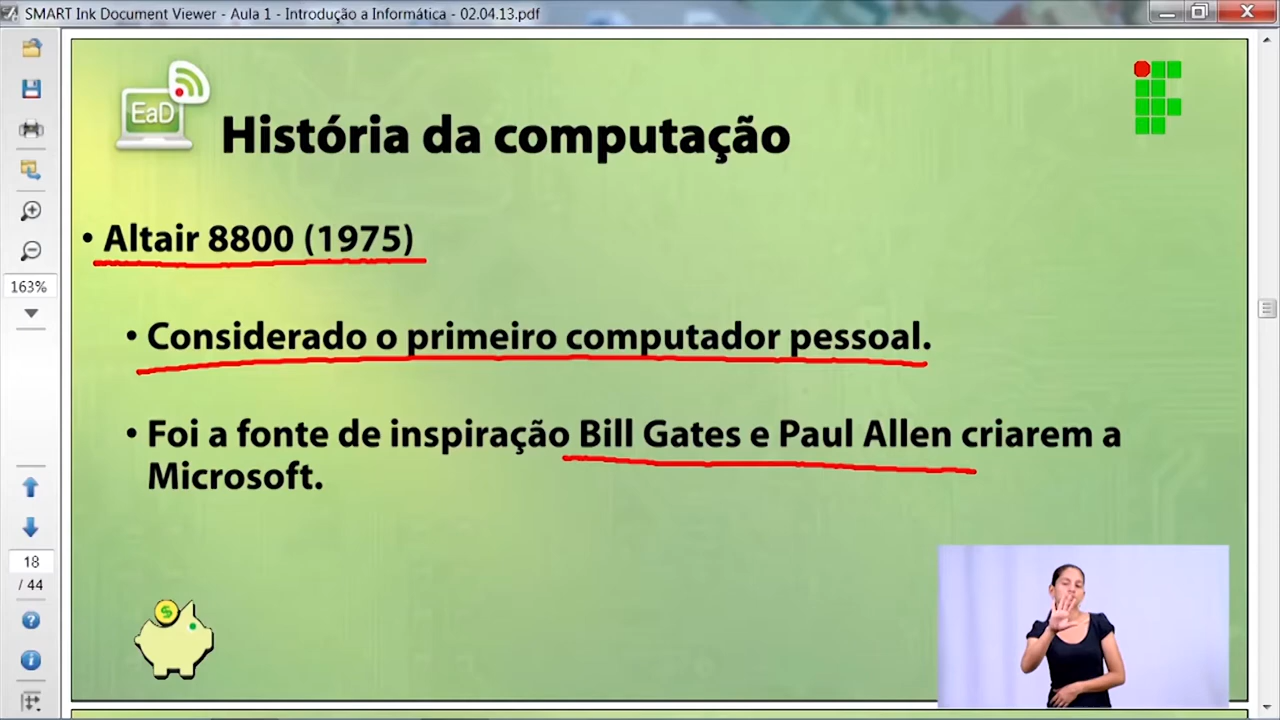 SMART Ink Document Viewer - Aula 1 - Introdução a Informática - 02.04.13.pdf
EaD
História da computação
• Altair 8800 (1975)
• Considerado o primeiro computador pessoal.
• Foi a fonte de inspiração Bill Gates e Paul Allen criarem a
Microsoft.
163%
18
/ 44
$